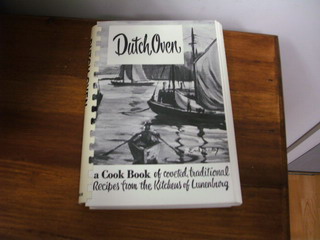 Dutch Oven
a Cook Book of coveted, traditional
Recipes from the Kitchens of Lunenburg